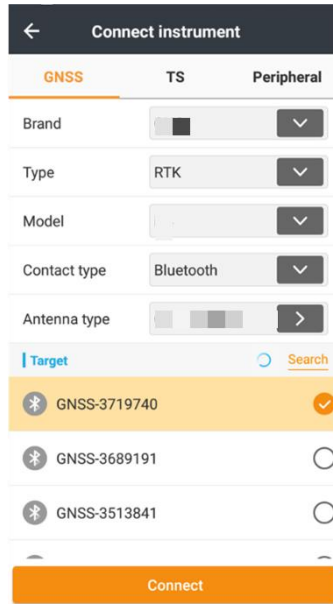 Connect instrument
GNSS TS Peripheral
Brand
Type RTK
Model
Contact type Bluetooth
Antenna type
Target Search
GNSS-3719740
GNSS-3689191
GNSS-3513841
Connect